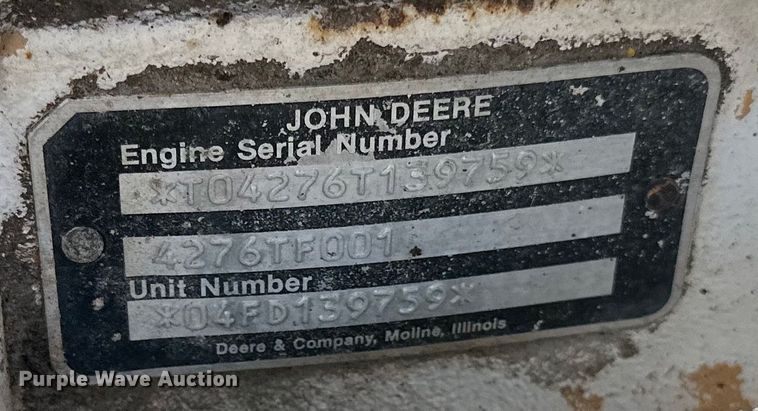 JOHN DEERE
Engine Serial Number
*T04276T139759*
4276TF001
Unit Number
*04FD139759*
Deere & Company, Moline, Illinois
Purple Wave Auction